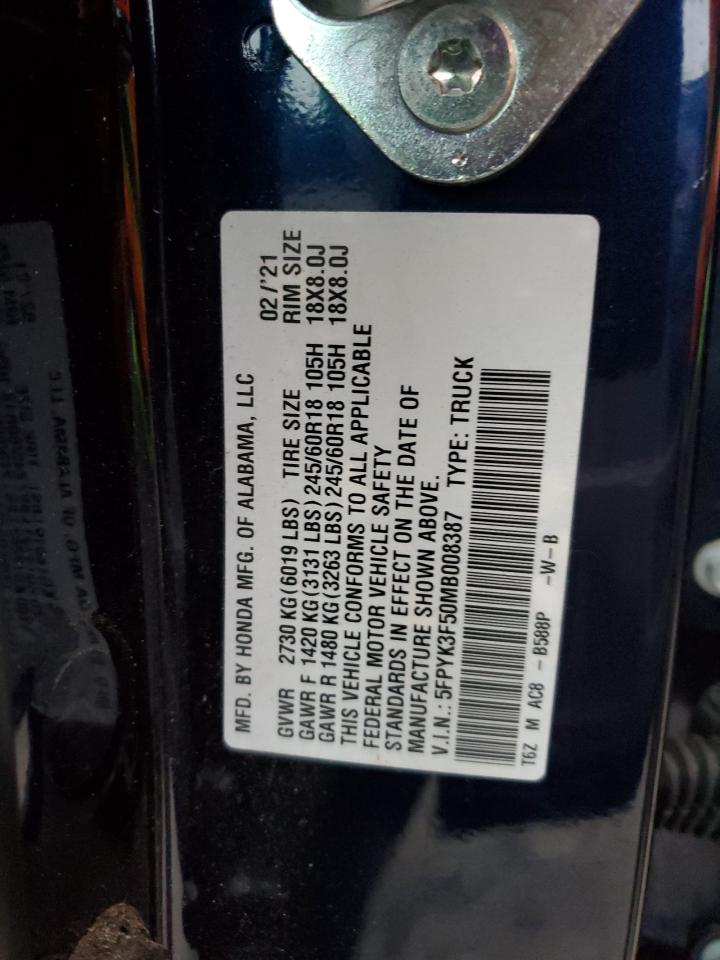 MFD. BY HONDA MFG. OF ALABAMA, LLC 02/'21
GVWR 2730 KG(6019 LBS) TIRE SIZE RIM SIZE
GAWR F 1420 KG(3131 LBS) 245/60R18 105H 18X8.0J
GAWR R 1480 KG(3263 LBS) 245/60R18 105H 18X8.0J
THIS VEHICLE CONFORMS TO ALL APPLICABLE
FEDERAL MOTOR VEHICLE SAFETY
STANDARDS IN EFFECT ON THE DATE OF
MANUFACTURE SHOWN ABOVE.
V.I.N.: 5FPYK3F50MB008387 TYPE: TRUCK
T6Z M AC8 - B588P -W-B